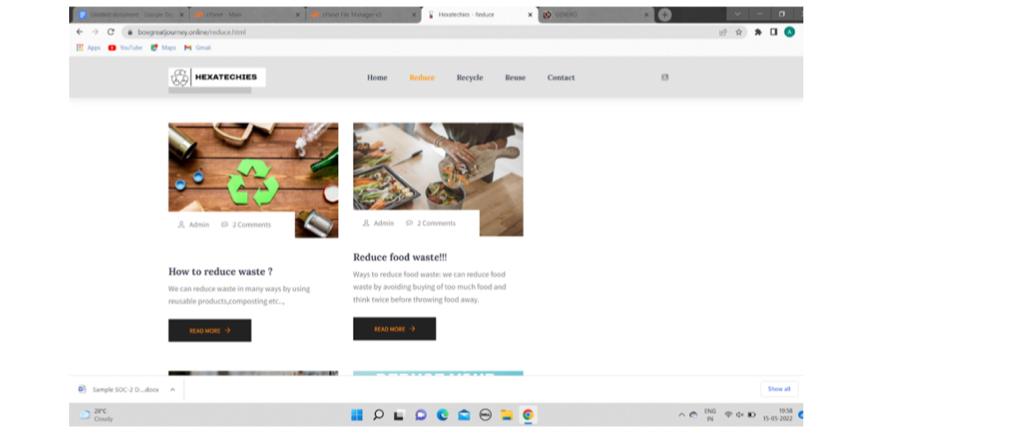 Untitled document - Google Do
cPanel - Main
cPanel File Manager v3
Hexatechies - Reduce
GENERO
bovgreatjourney.online/reduce.html
Apps
YouTube
Maps
Gmail
HEXATECHIES
Home
Reduce
Recycle
Reuse
Contact
Admin
2 Comments
Admin
2 Comments
How to reduce waste ?
We can reduce waste in many ways by using
reusable products,composting etc..,
READ MORE →
Reduce food waste!!!
Ways to reduce food waste: we can reduce food
waste by avoiding buying of too much food and
think twice before throwing food away.
READ MORE →
Sample SOC-2 D....docx
Show all
28°C
Cloudy
ENG
IN
19:58
15-05-2022